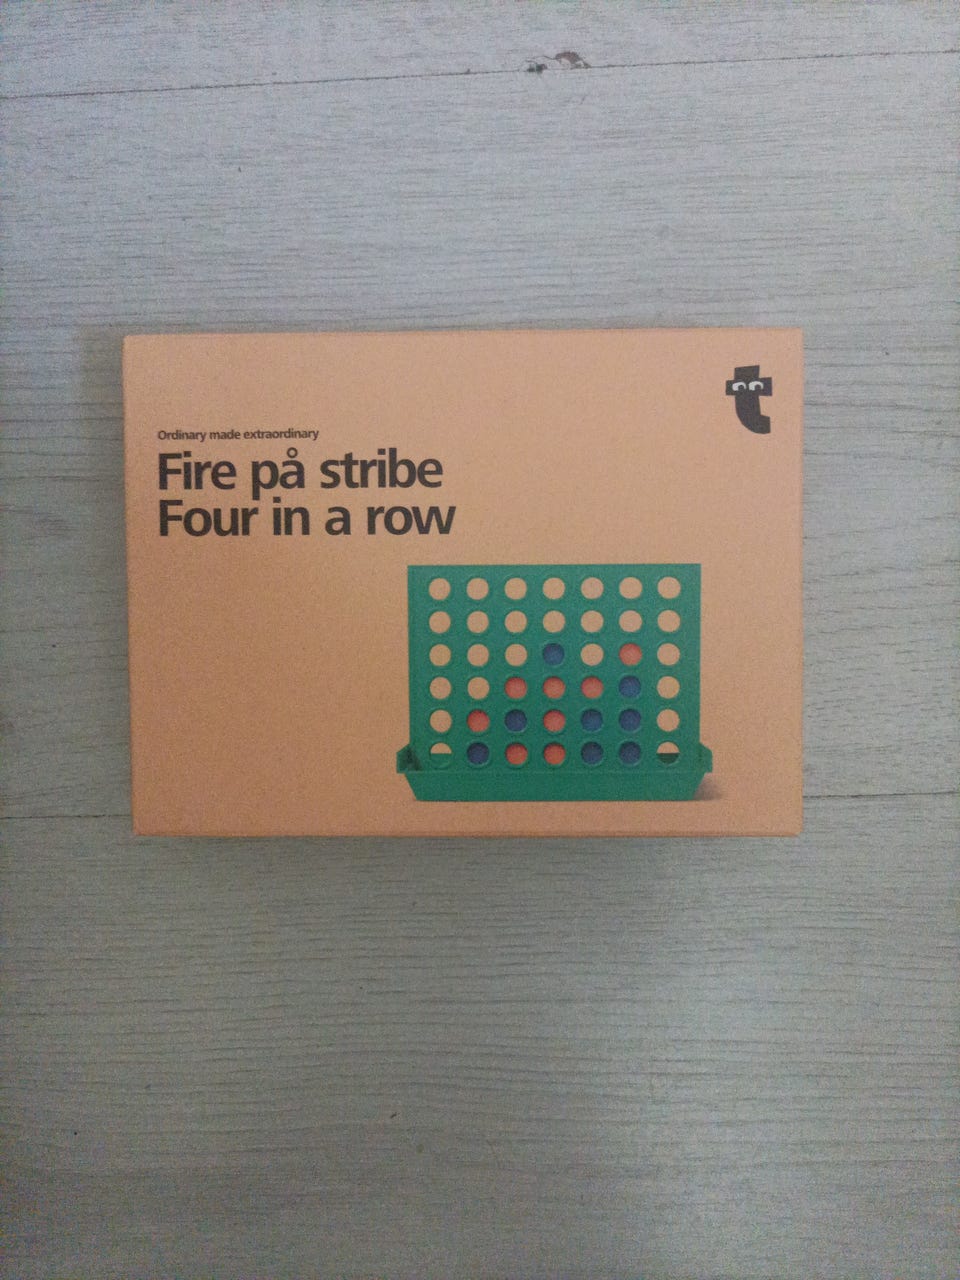 Ordinary made extraordinary
Fire på stribe
Four in a row
t